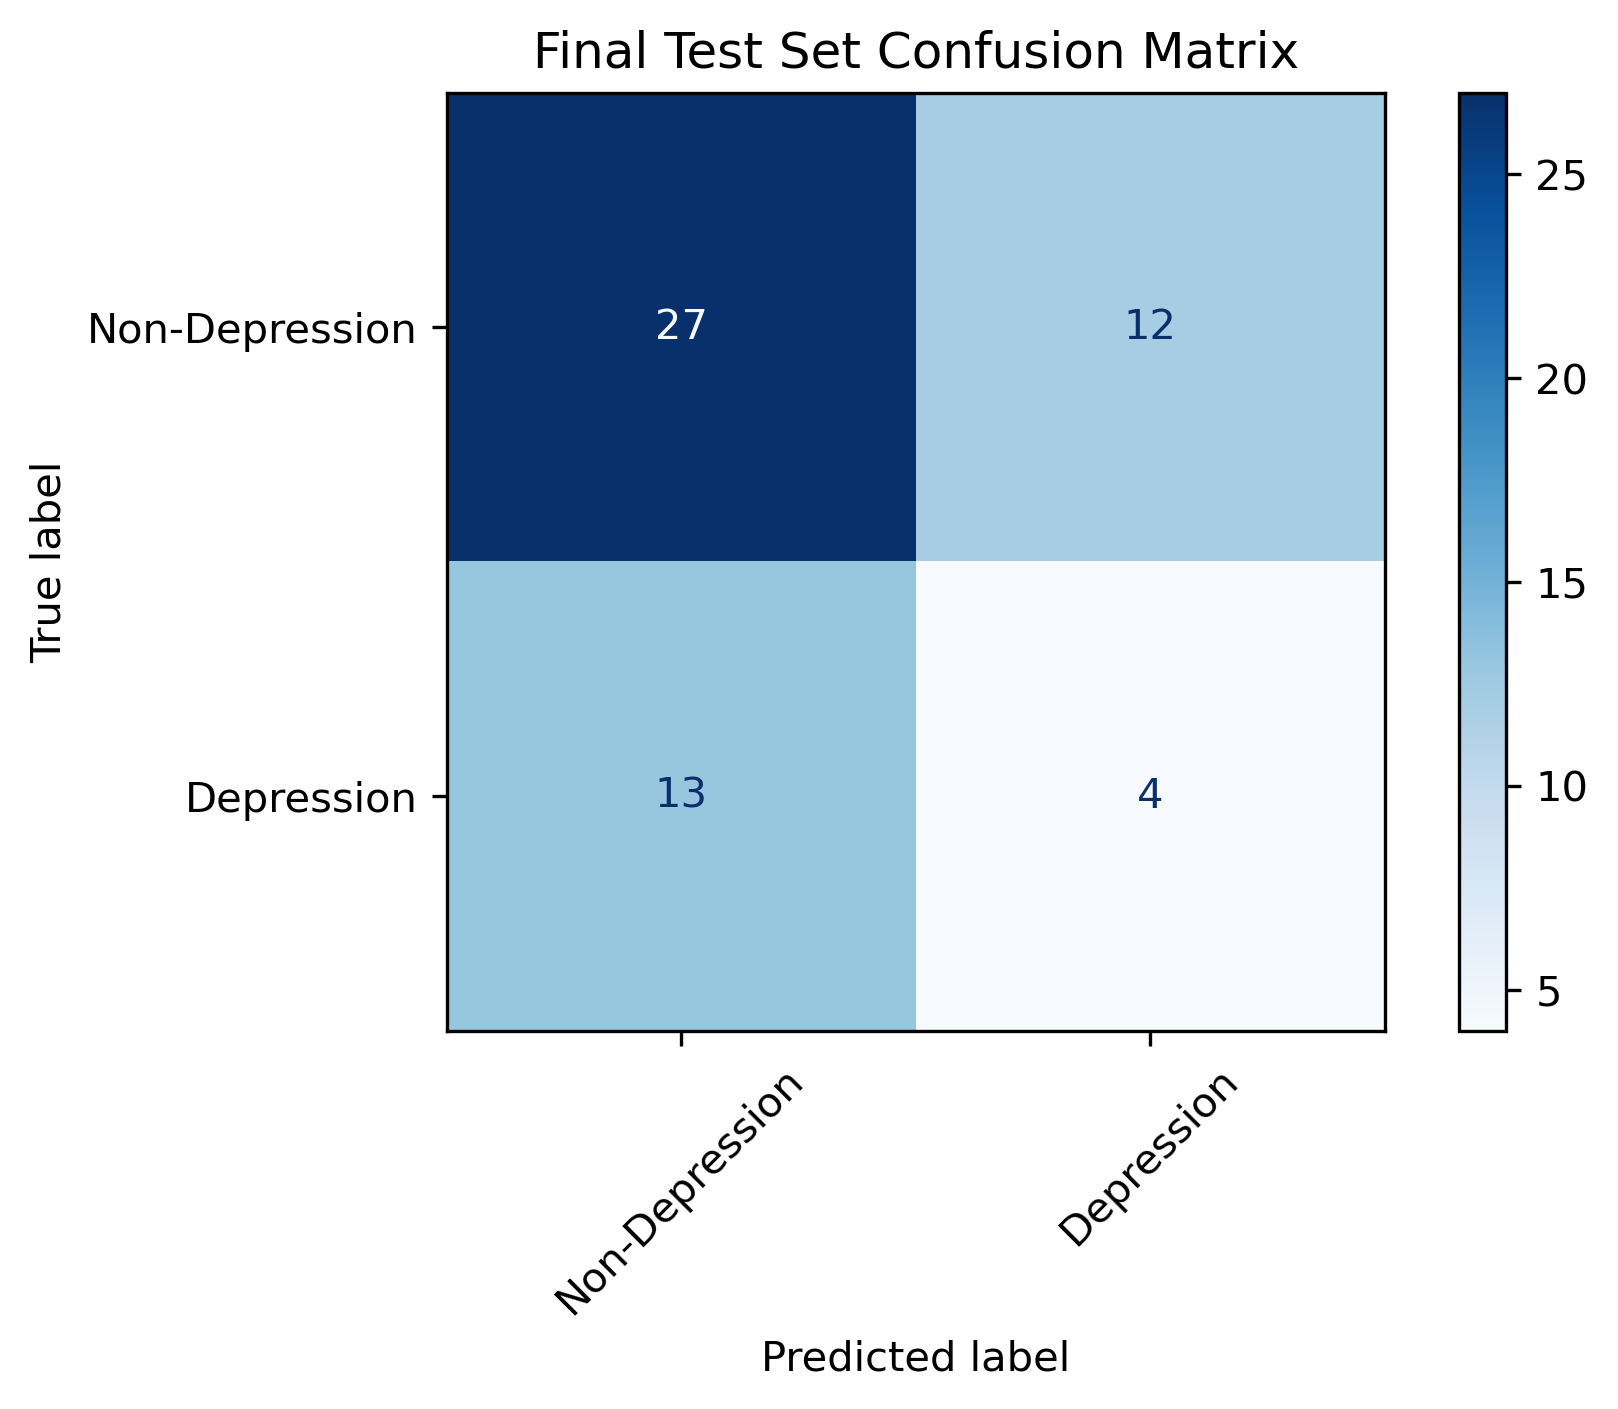 Final Test Set Confusion Matrix
True label
Non-Depression
Depression
27
12
13
4
Non-Depression
Depression
Predicted label
25
20
15
10
5